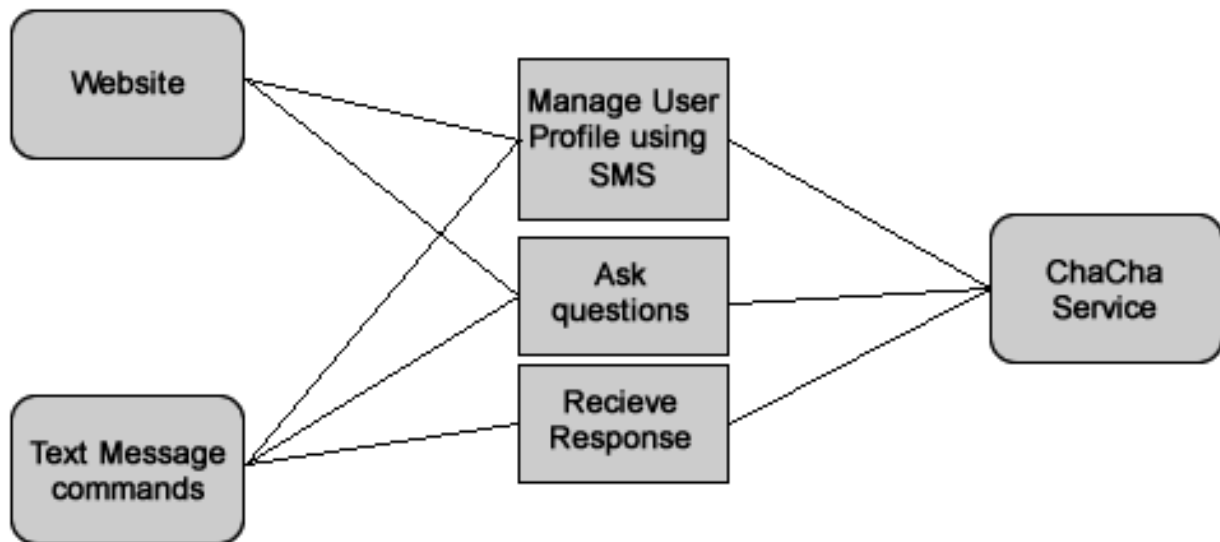 Website
Manage User
Profile using
SMS
Ask
questions
ChaCha
Service
Recieve
Response
Text Message
commands